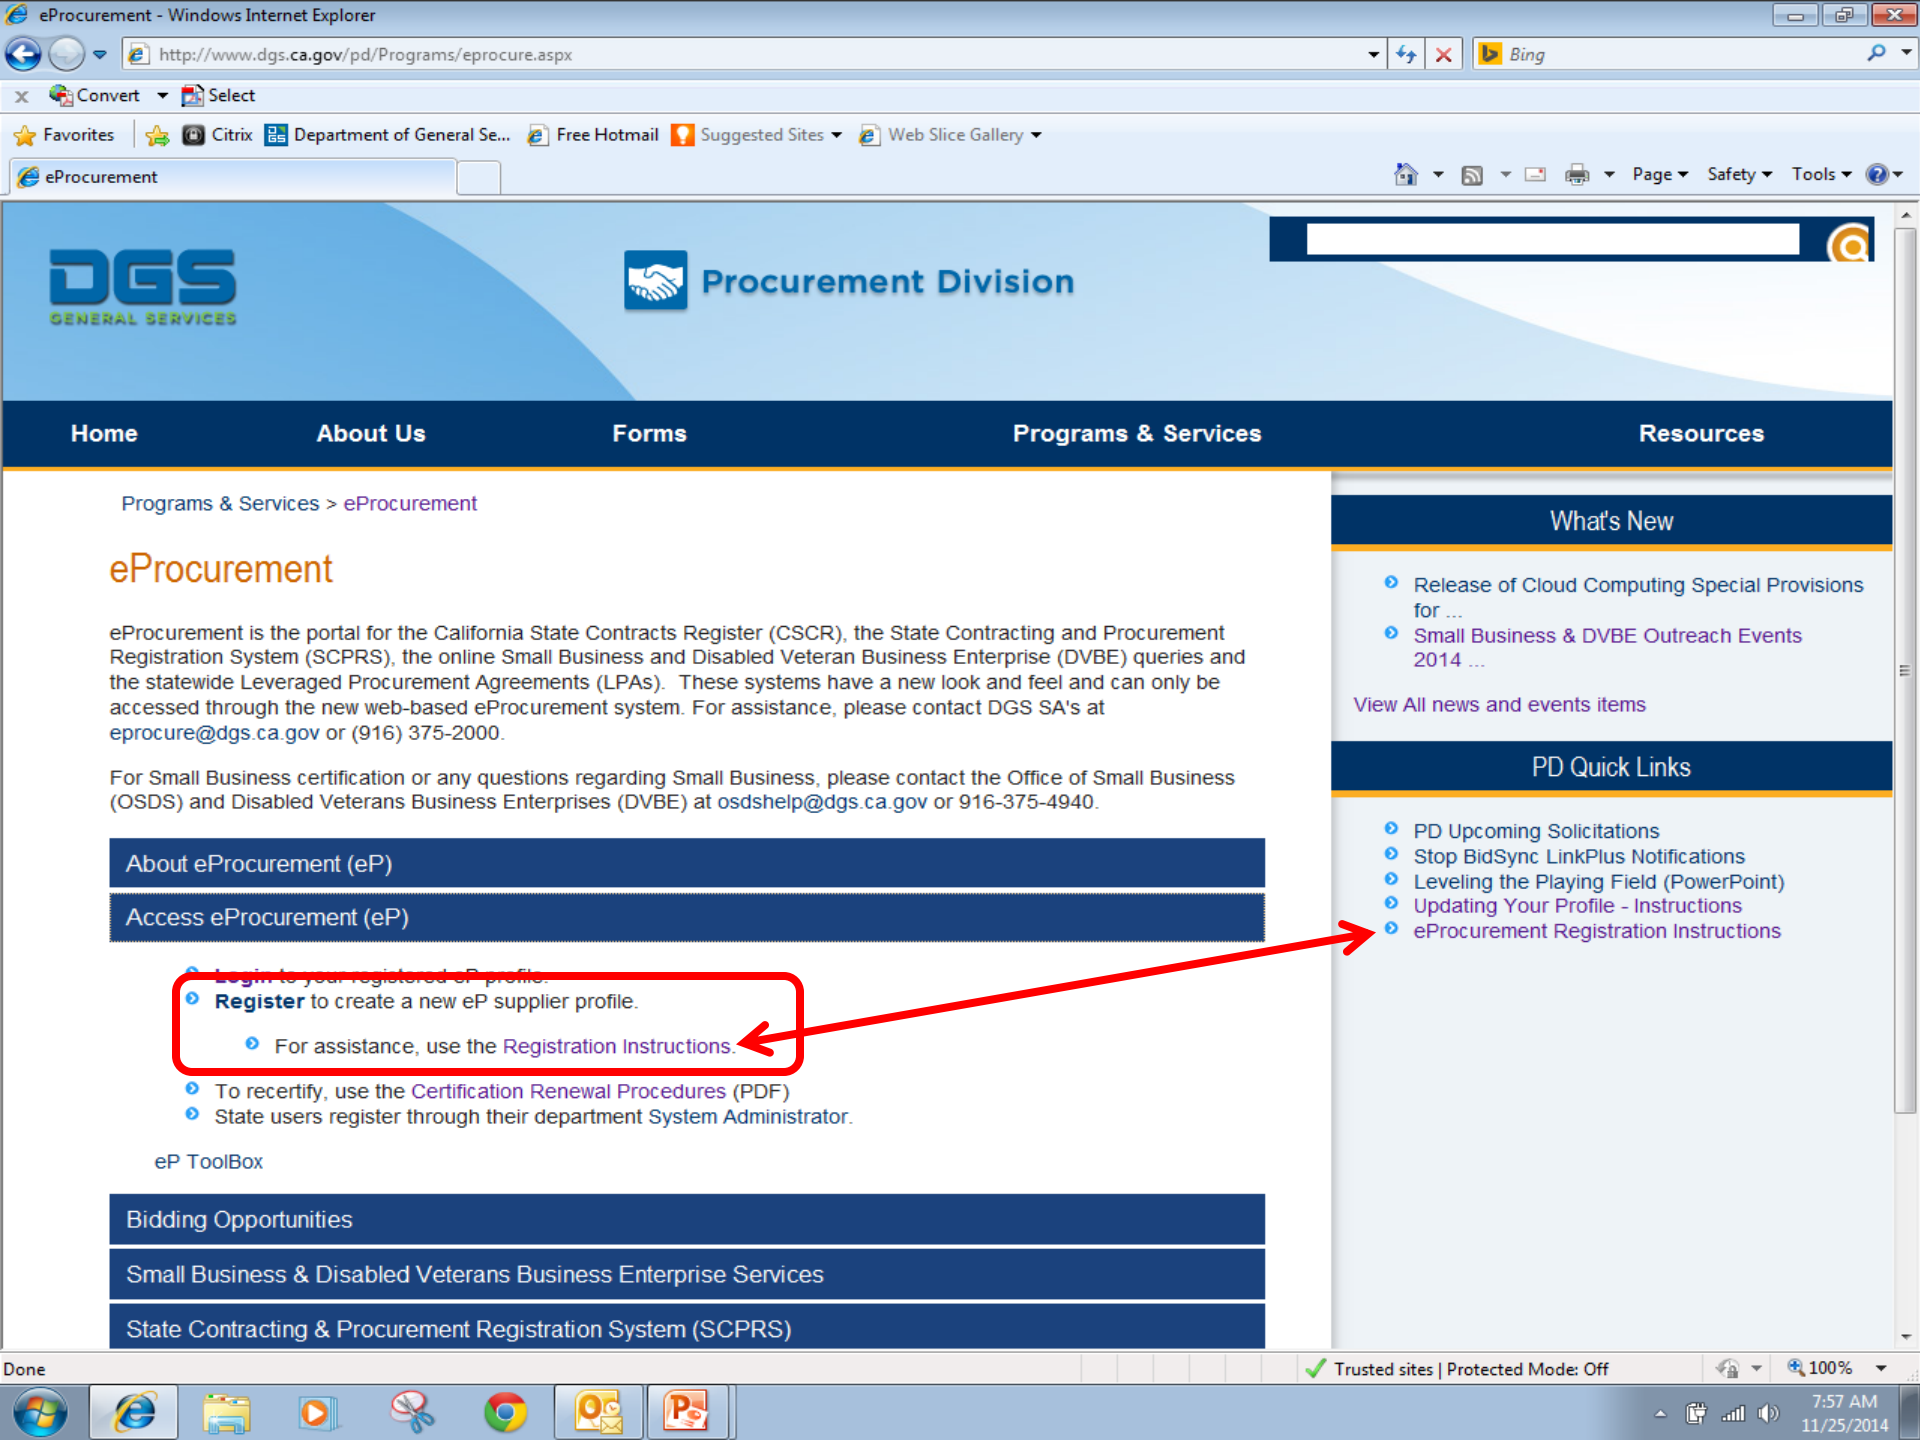 eProcurement - Windows Internet Explorer
http://www.dgs.ca.gov/pd/Programs/eprocure.aspx
Bing
x Convert Select
Favorites Citrix Department of General Se... Free Hotmail Suggested Sites Web Slice Gallery
eProcurement
Page Safety Tools
DGS
GENERAL SERVICES
Procurement Division
Home About Us Forms Programs & Services Resources
Programs & Services > eProcurement
eProcurement
eProcurement is the portal for the California State Contracts Register (CSCR), the State Contracting and Procurement
Registration System (SCPRS), the online Small Business and Disabled Veteran Business Enterprise (DVBE) queries and
the statewide Leveraged Procurement Agreements (LPAs). These systems have a new look and feel and can only be
accessed through the new web-based eProcurement system. For assistance, please contact DGS SA's at
eprocure@dgs.ca.gov or (916) 375-2000.
For Small Business certification or any questions regarding Small Business, please contact the Office of Small Business
(OSDS) and Disabled Veterans Business Enterprises (DVBE) at osdshelp@dgs.ca.gov or 916-375-4940.
About eProcurement (eP)
Access eProcurement (eP)
Login to your registered eP profile.
Register to create a new eP supplier profile.
For assistance, use the Registration Instructions.
To recertify, use the Certification Renewal Procedures (PDF)
State users register through their department System Administrator.
eP ToolBox
Bidding Opportunities
Small Business & Disabled Veterans Business Enterprise Services
State Contracting & Procurement Registration System (SCPRS)
What's New
Release of Cloud Computing Special Provisions
for ...
Small Business & DVBE Outreach Events
2014 ...
View All news and events items
PD Quick Links
PD Upcoming Solicitations
Stop BidSync LinkPlus Notifications
Leveling the Playing Field (PowerPoint)
Updating Your Profile - Instructions
eProcurement Registration Instructions
Done
Trusted sites | Protected Mode: Off
100%
7:57 AM
11/25/2014